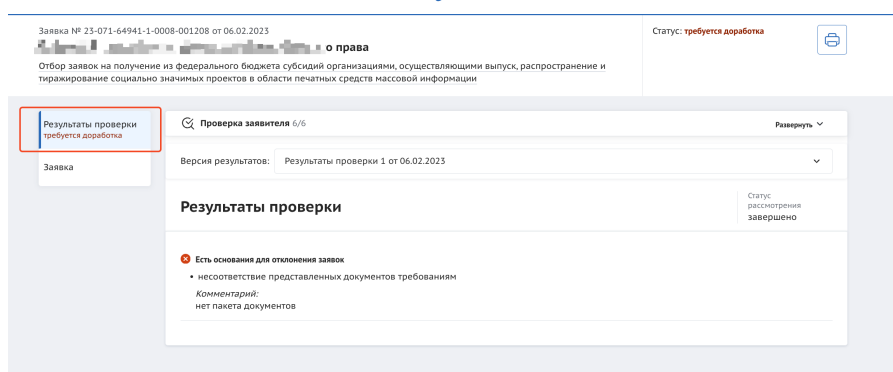 Заявка № 23-071-64941-1-0008-001208 от 06.02.2023
о права
Отбор заявок на получение из федерального бюджета субсидий организациями, осуществляющими выпуск, распространение и
тиражирование социально значимых проектов в области печатных средств массовой информации
Статус: требуется доработка
Результаты проверки
требуется доработка
Заявка
Проверка заявителя 6/6
Развернуть
Версия результатов:
Результаты проверки 1 от 06.02.2023
Результаты проверки
Статус
рассмотрения
завершено
Есть основания для отклонения заявок
• несоответствие представленных документов требованиям
Комментарий:
нет пакета документов